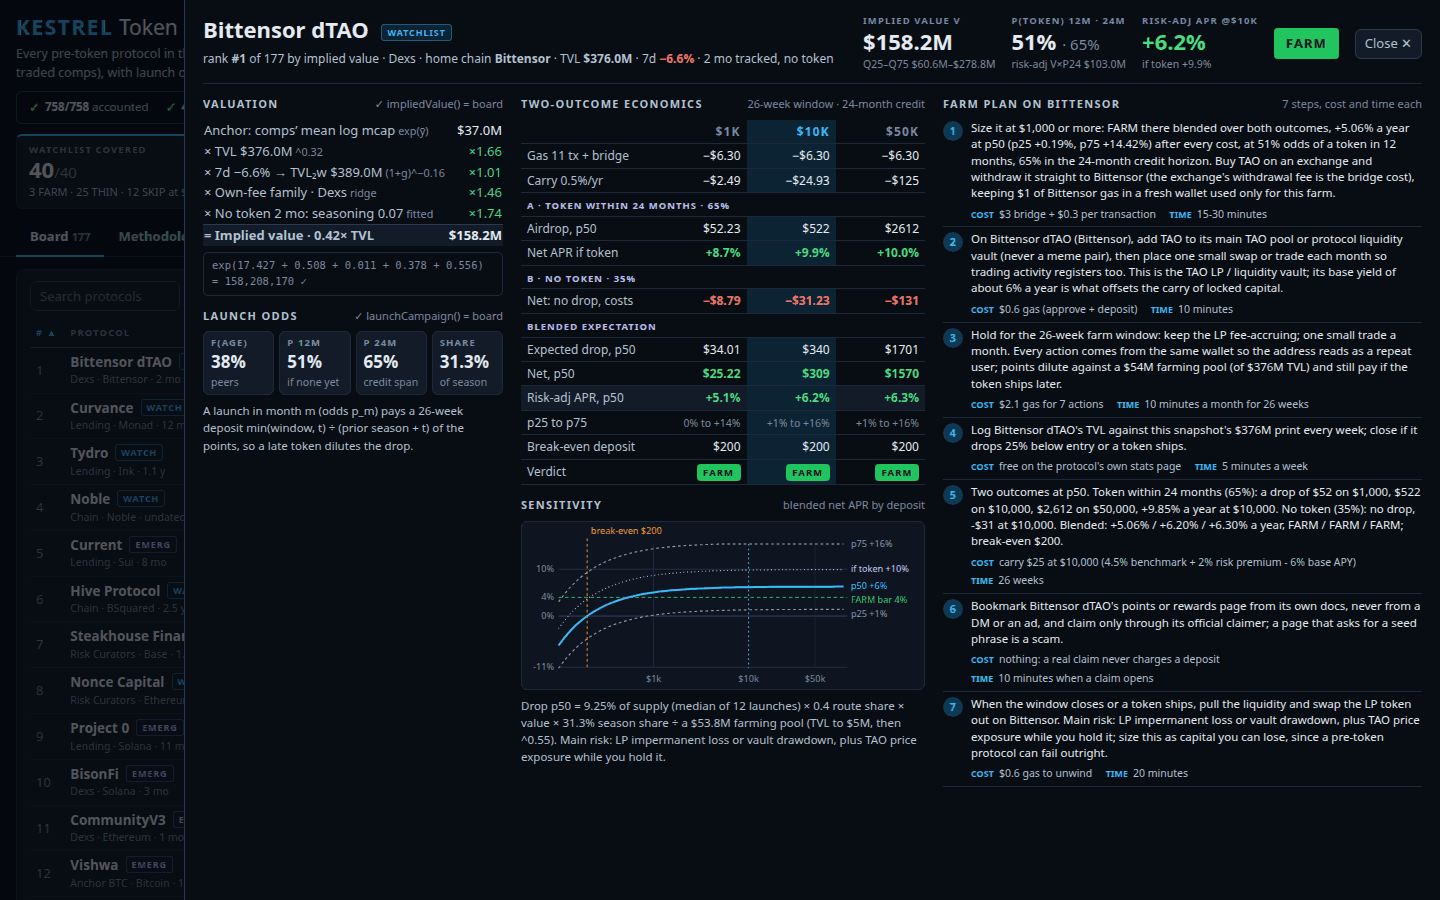 KESTREL Token
Every pre-token protocol in t
traded comps), with launch o
✓ 758/758 accounted ✓
WATCHLIST COVERED
40/40
3 FARM · 25 THIN · 12 SKIP at $
Board 177 Methodol
Search protocols
# ▲ PROTOCOL
1 Bittensor dTAO
Dexs · Bittensor · 2 mo
2 Curvance WATCH
Lending · Monad · 12 m
3 Tydro WATCH
Lending · Ink · 1.1 y
4 Noble WATCH
Chain · Noble · undated
5 Current EMERG
Lending · Sui · 8 mo
6 Hive Protocol
Chain · BSquared · 2.5 y
7 Steakhouse Finan
Risk Curators · Base · 1.
8 Nonce Capital
Risk Curators · Ethereum
9 Project 0 EMERG
Lending · Solana · 11 m
10 BisonFi EMERG
Dexs · Solana · 3 mo
11 CommunityV3
Dexs · Ethereum · 1 mo
12 Vishwa EMERG
Anchor BTC · Bitcoin · 1
Bittensor dTAO WATCHLIST
rank #1 of 177 by implied value · Dexs · home chain Bittensor · TVL $376.0M · 7d −6.6% · 2 mo tracked, no token
IMPLIED VALUE V
$158.2M
Q25–Q75 $60.6M–$278.8M
P(TOKEN) 12M · 24M
51% · 65%
risk-adj V×P24 $103.0M
RISK-ADJ APR @$10K
+6.2%
if token +9.9%
FARM
Close ✕
VALUATION ✓ impliedValue() = board
Anchor: comps’ mean log mcap exp(ȳ) $37.0M
× TVL $376.0M ^0.32 ×1.66
× 7d −6.6% → TVL₂w $389.0M (1+g)^−0.16 ×1.01
× Own-fee family · Dexs ridge ×1.46
× No token 2 mo: seasoning 0.07 fitted ×1.74
= Implied value · 0.42× TVL $158.2M
exp(17.427 + 0.508 + 0.011 + 0.378 + 0.556)
= 158,208,170 ✓
LAUNCH ODDS ✓ launchCampaign() = board
F(AGE) P 12M P 24M SHARE
38% 51% 65% 31.3%
peers if none yet credit span of season
A launch in month m (odds p_m) pays a 26-week
deposit min(window, t) ÷ (prior season + t) of the
points, so a late token dilutes the drop.
TWO-OUTCOME ECONOMICS 26-week window · 24-month credit
$1K $10K $50K
Gas 11 tx + bridge −$6.30 −$6.30 −$6.30
Carry 0.5%/yr −$2.49 −$24.93 −$125
A · TOKEN WITHIN 24 MONTHS · 65%
Airdrop, p50 $52.23 $522 $2612
Net APR if token +8.7% +9.9% +10.0%
B · NO TOKEN · 35%
Net: no drop, costs −$8.79 −$31.23 −$131
BLENDED EXPECTATION
Expected drop, p50 $34.01 $340 $1701
Net, p50 $25.22 $309 $1570
Risk-adj APR, p50 +5.1% +6.2% +6.3%
p25 to p75 0% to +14% +1% to +16% +1% to +16%
Break-even deposit $200 $200 $200
Verdict FARM FARM FARM
SENSITIVITY blended net APR by deposit
break-even $200
10%
4%
0%
-11%
p75 +16%
if token +10%
p50 +6%
FARM bar 4%
p25 +1%
$1k $10k $50k
Drop p50 = 9.25% of supply (median of 12 launches) × 0.4 route share ×
value × 31.3% season share ÷ a $53.8M farming pool (TVL to $5M, then
^0.55). Main risk: LP impermanent loss or vault drawdown, plus TAO price
exposure while you hold it.
FARM PLAN ON BITTENSOR 7 steps, cost and time each
1 Size it at $1,000 or more: FARM there blended over both outcomes, +5.06% a year
at p50 (p25 +0.19%, p75 +14.42%) after every cost, at 51% odds of a token in 12
months, 65% in the 24-month credit horizon. Buy TAO on an exchange and
withdraw it straight to Bittensor (the exchange's withdrawal fee is the bridge cost),
keeping $1 of Bittensor gas in a fresh wallet used only for this farm.
COST $3 bridge + $0.3 per transaction TIME 15-30 minutes
2 On Bittensor dTAO (Bittensor), add TAO to its main TAO pool or protocol liquidity
vault (never a meme pair), then place one small swap or trade each month so
trading activity registers too. This is the TAO LP / liquidity vault; its base yield of
about 6% a year is what offsets the carry of locked capital.
COST $0.6 gas (approve + deposit) TIME 10 minutes
3 Hold for the 26-week farm window: keep the LP fee-accruing; one small trade a
month. Every action comes from the same wallet so the address reads as a repeat
user; points dilute against a $54M farming pool (of $376M TVL) and still pay if the
token ships later.
COST $2.1 gas for 7 actions TIME 10 minutes a month for 26 weeks
4 Log Bittensor dTAO's TVL against this snapshot's $376M print every week; close if it
drops 25% below entry or a token ships.
COST free on the protocol's own stats page TIME 5 minutes a week
5 Two outcomes at p50. Token within 24 months (65%): a drop of $52 on $1,000, $522
on $10,000, $2,612 on $50,000, +9.85% a year at $10,000. No token (35%): no drop,
-$31 at $10,000. Blended: +5.06% / +6.20% / +6.30% a year, FARM / FARM / FARM;
break-even $200.
COST carry $25 at $10,000 (4.5% benchmark + 2% risk premium - 6% base APY)
TIME 26 weeks
6 Bookmark Bittensor dTAO's points or rewards page from its own docs, never from a
DM or an ad, and claim only through its official claimer; a page that asks for a seed
phrase is a scam.
COST nothing: a real claim never charges a deposit
TIME 10 minutes when a claim opens
7 When the window closes or a token ships, pull the liquidity and swap the LP token
out on Bittensor. Main risk: LP impermanent loss or vault drawdown, plus TAO price
exposure while you hold it; size this as capital you can lose, since a pre-token
protocol can fail outright.
COST $0.6 gas to unwind TIME 20 minutes